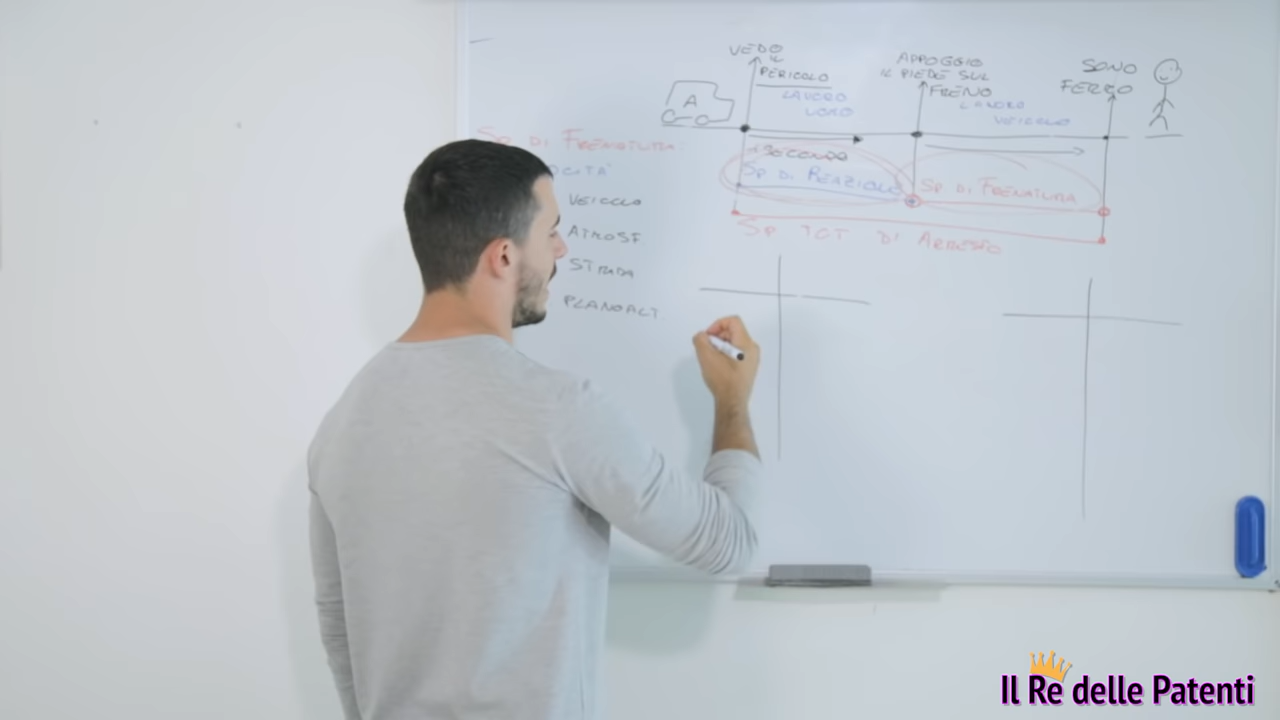 VEDO
IL
PERICOLO
APPOGGIO
IL PIEDE SUL
FRENO
SONO
FERMO
A
LAVORO
UOMO
LAVORO
VEICOLO
1 SECONDO
SP DI REAZIONE
SP DI FRENATURA
SP TOT DI ARRESTO
SP DI FRENATURA:
OCITÀ
VEICOLO
ATMOSF.
STRADA
PLANOALT
Il Re delle Patenti